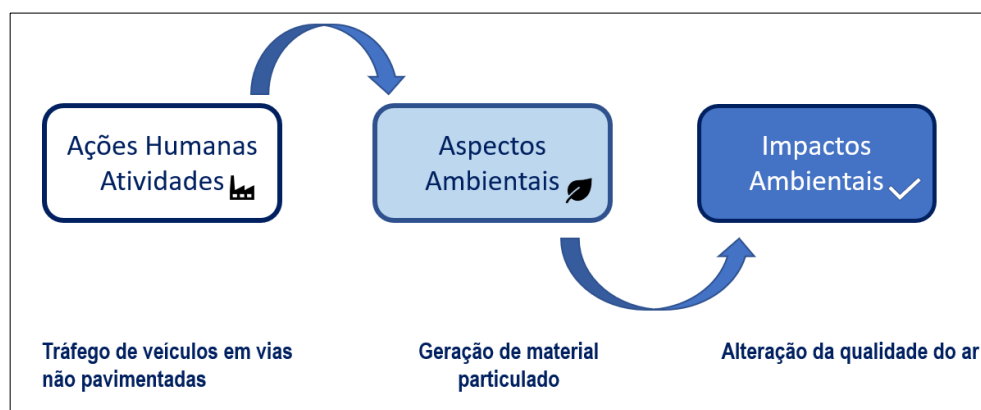 Ações Humanas
Atividades
Aspectos
Ambientais
Impactos
Ambientais
Tráfego de veículos em vias
não pavimentadas
Geração de material
particulado
Alteração da qualidade do ar